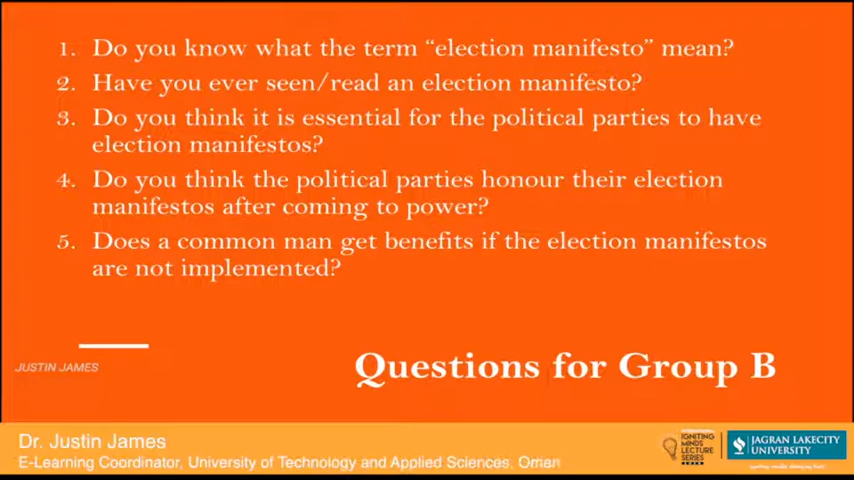 1. Do you know what the term “election manifesto” mean?
2. Have you ever seen/read an election manifesto?
3. Do you think it is essential for the political parties to have
election manifestos?
4. Do you think the political parties honour their election
manifestos after coming to power?
5. Does a common man get benefits if the election manifestos
are not implemented?
JUSTIN JAMES
Questions for Group B
Dr. Justin James
E-Learning Coordinator, University of Technology and Applied Sciences, Oman
IGNITING
MINDS
LECTURE
SERIES
JAGRAN LAKECITY
UNIVERSITY